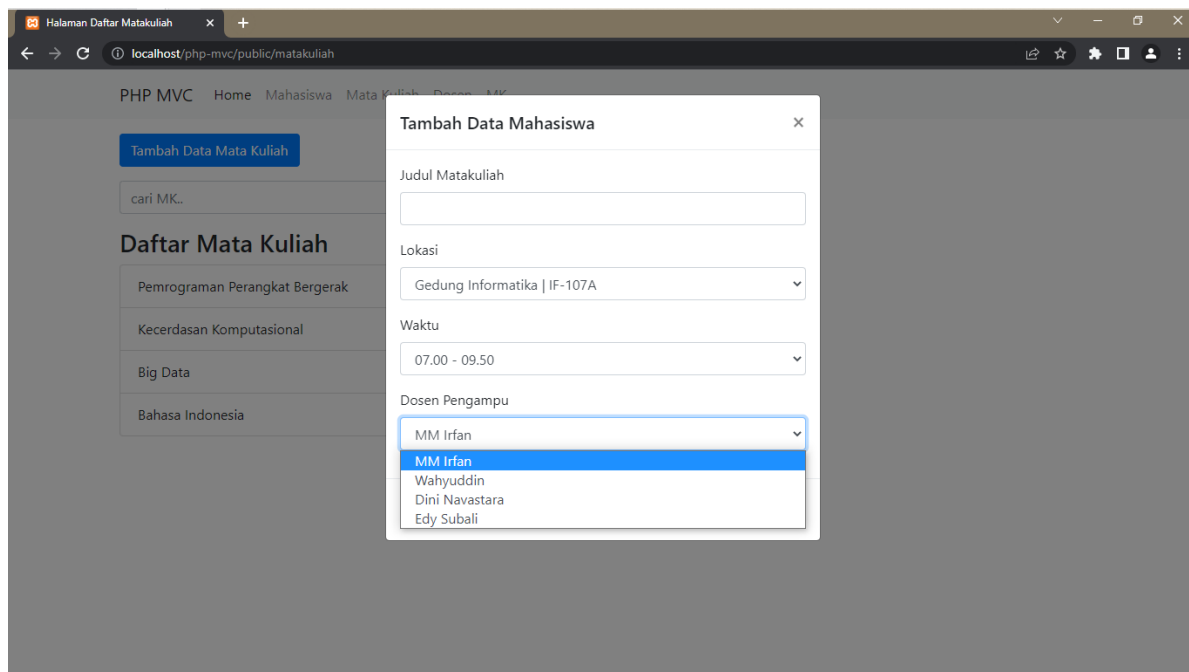 Halaman Daftar Matakuliah
localhost/php-mvc/public/matakuliah
PHP MVC Home Mahasiswa Mata Kuliah Dosen MK
Tambah Data Mata Kuliah
cari MK..
Daftar Mata Kuliah
Pemrograman Perangkat Bergerak
Kecerdasan Komputasional
Big Data
Bahasa Indonesia
Tambah Data Mahasiswa
Judul Matakuliah
Lokasi
Gedung Informatika | IF-107A
Waktu
07.00 - 09.50
Dosen Pengampu
MM Irfan
MM Irfan
Wahyuddin
Dini Navastara
Edy Subali